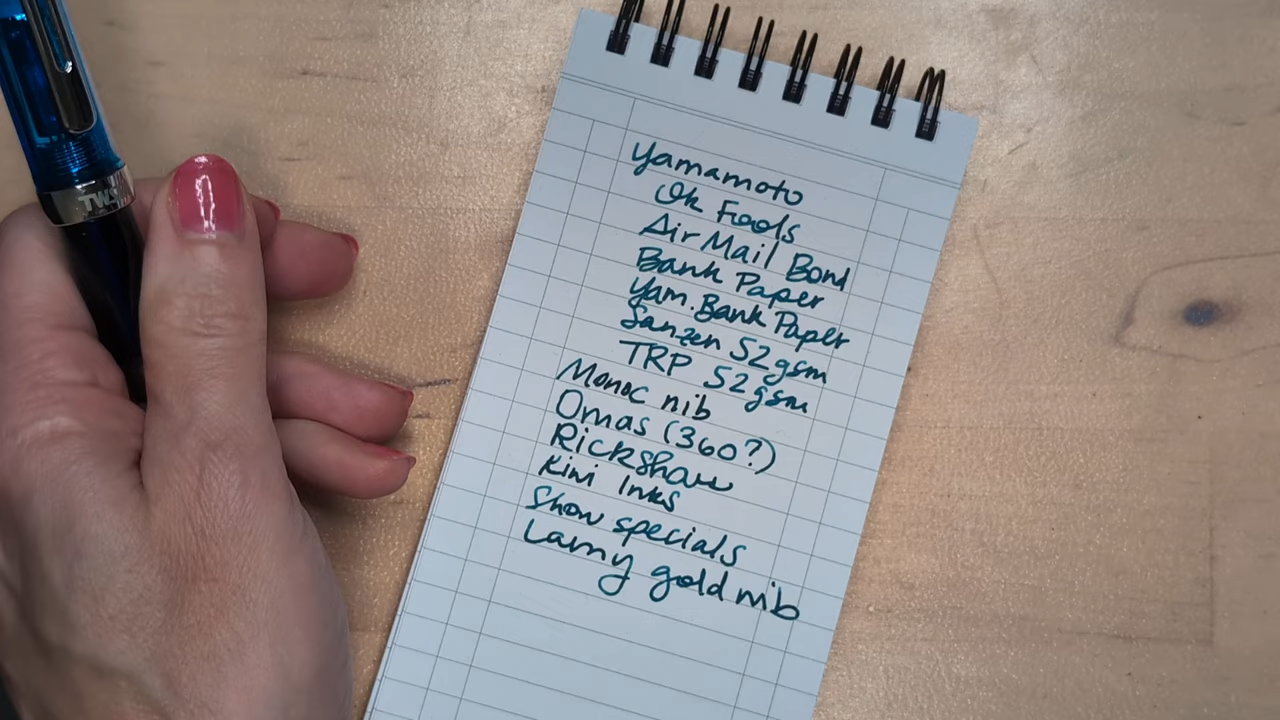 TWS
Yamamoto
Ok Fools
Air Mail Bond
Bank Paper
Yam. Bank Paper
Sanzen 52gsm
TRP 52gsm
Monoc nib
Omas (360?)
Rickshaw
Kiwi Inks
Show specials
Lamy gold nib